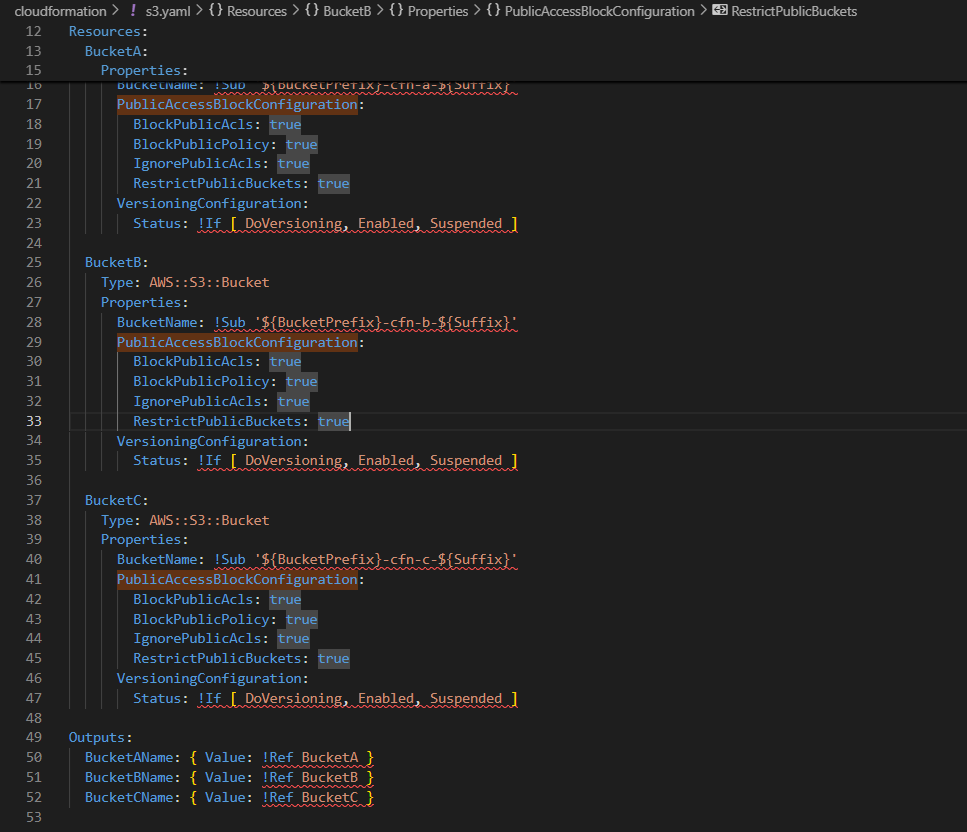 cloudformation > ! s3.yaml > {} Resources > {} BucketB > {} Properties > {} PublicAccessBlockConfiguration > RestrictPublicBuckets
12 Resources:
13   BucketA:
15     Properties:
16       BucketName: !Sub '${BucketPrefix}-cfn-a-${Suffix}'
17       PublicAccessBlockConfiguration:
18         BlockPublicAcls: true
19         BlockPublicPolicy: true
20         IgnorePublicAcls: true
21         RestrictPublicBuckets: true
22       VersioningConfiguration:
23         Status: !If [ DoVersioning, Enabled, Suspended ]
24
25   BucketB:
26     Type: AWS::S3::Bucket
27     Properties:
28       BucketName: !Sub '${BucketPrefix}-cfn-b-${Suffix}'
29       PublicAccessBlockConfiguration:
30         BlockPublicAcls: true
31         BlockPublicPolicy: true
32         IgnorePublicAcls: true
33         RestrictPublicBuckets: true
34       VersioningConfiguration:
35         Status: !If [ DoVersioning, Enabled, Suspended ]
36
37   BucketC:
38     Type: AWS::S3::Bucket
39     Properties:
40       BucketName: !Sub '${BucketPrefix}-cfn-c-${Suffix}'
41       PublicAccessBlockConfiguration:
42         BlockPublicAcls: true
43         BlockPublicPolicy: true
44         IgnorePublicAcls: true
45         RestrictPublicBuckets: true
46       VersioningConfiguration:
47         Status: !If [ DoVersioning, Enabled, Suspended ]
48
49 Outputs:
50   BucketAName: { Value: !Ref BucketA }
51   BucketBName: { Value: !Ref BucketB }
52   BucketCName: { Value: !Ref BucketC }
53